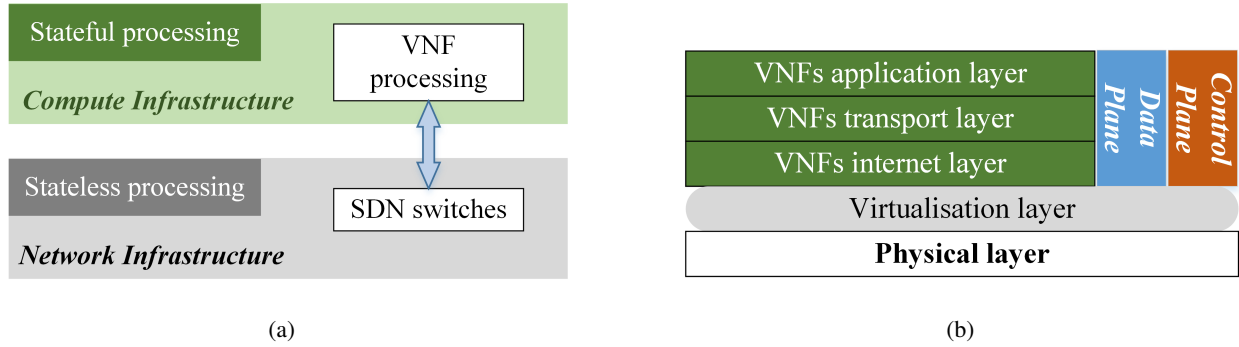 Stateful processing
VNF
processing
Compute Infrastructure
Stateless processing
SDN switches
Network Infrastructure
(a)
VNFs application layer
VNFs transport layer
VNFs internet layer
Data
Plane
Control
Plane
Virtualisation layer
Physical layer
(b)